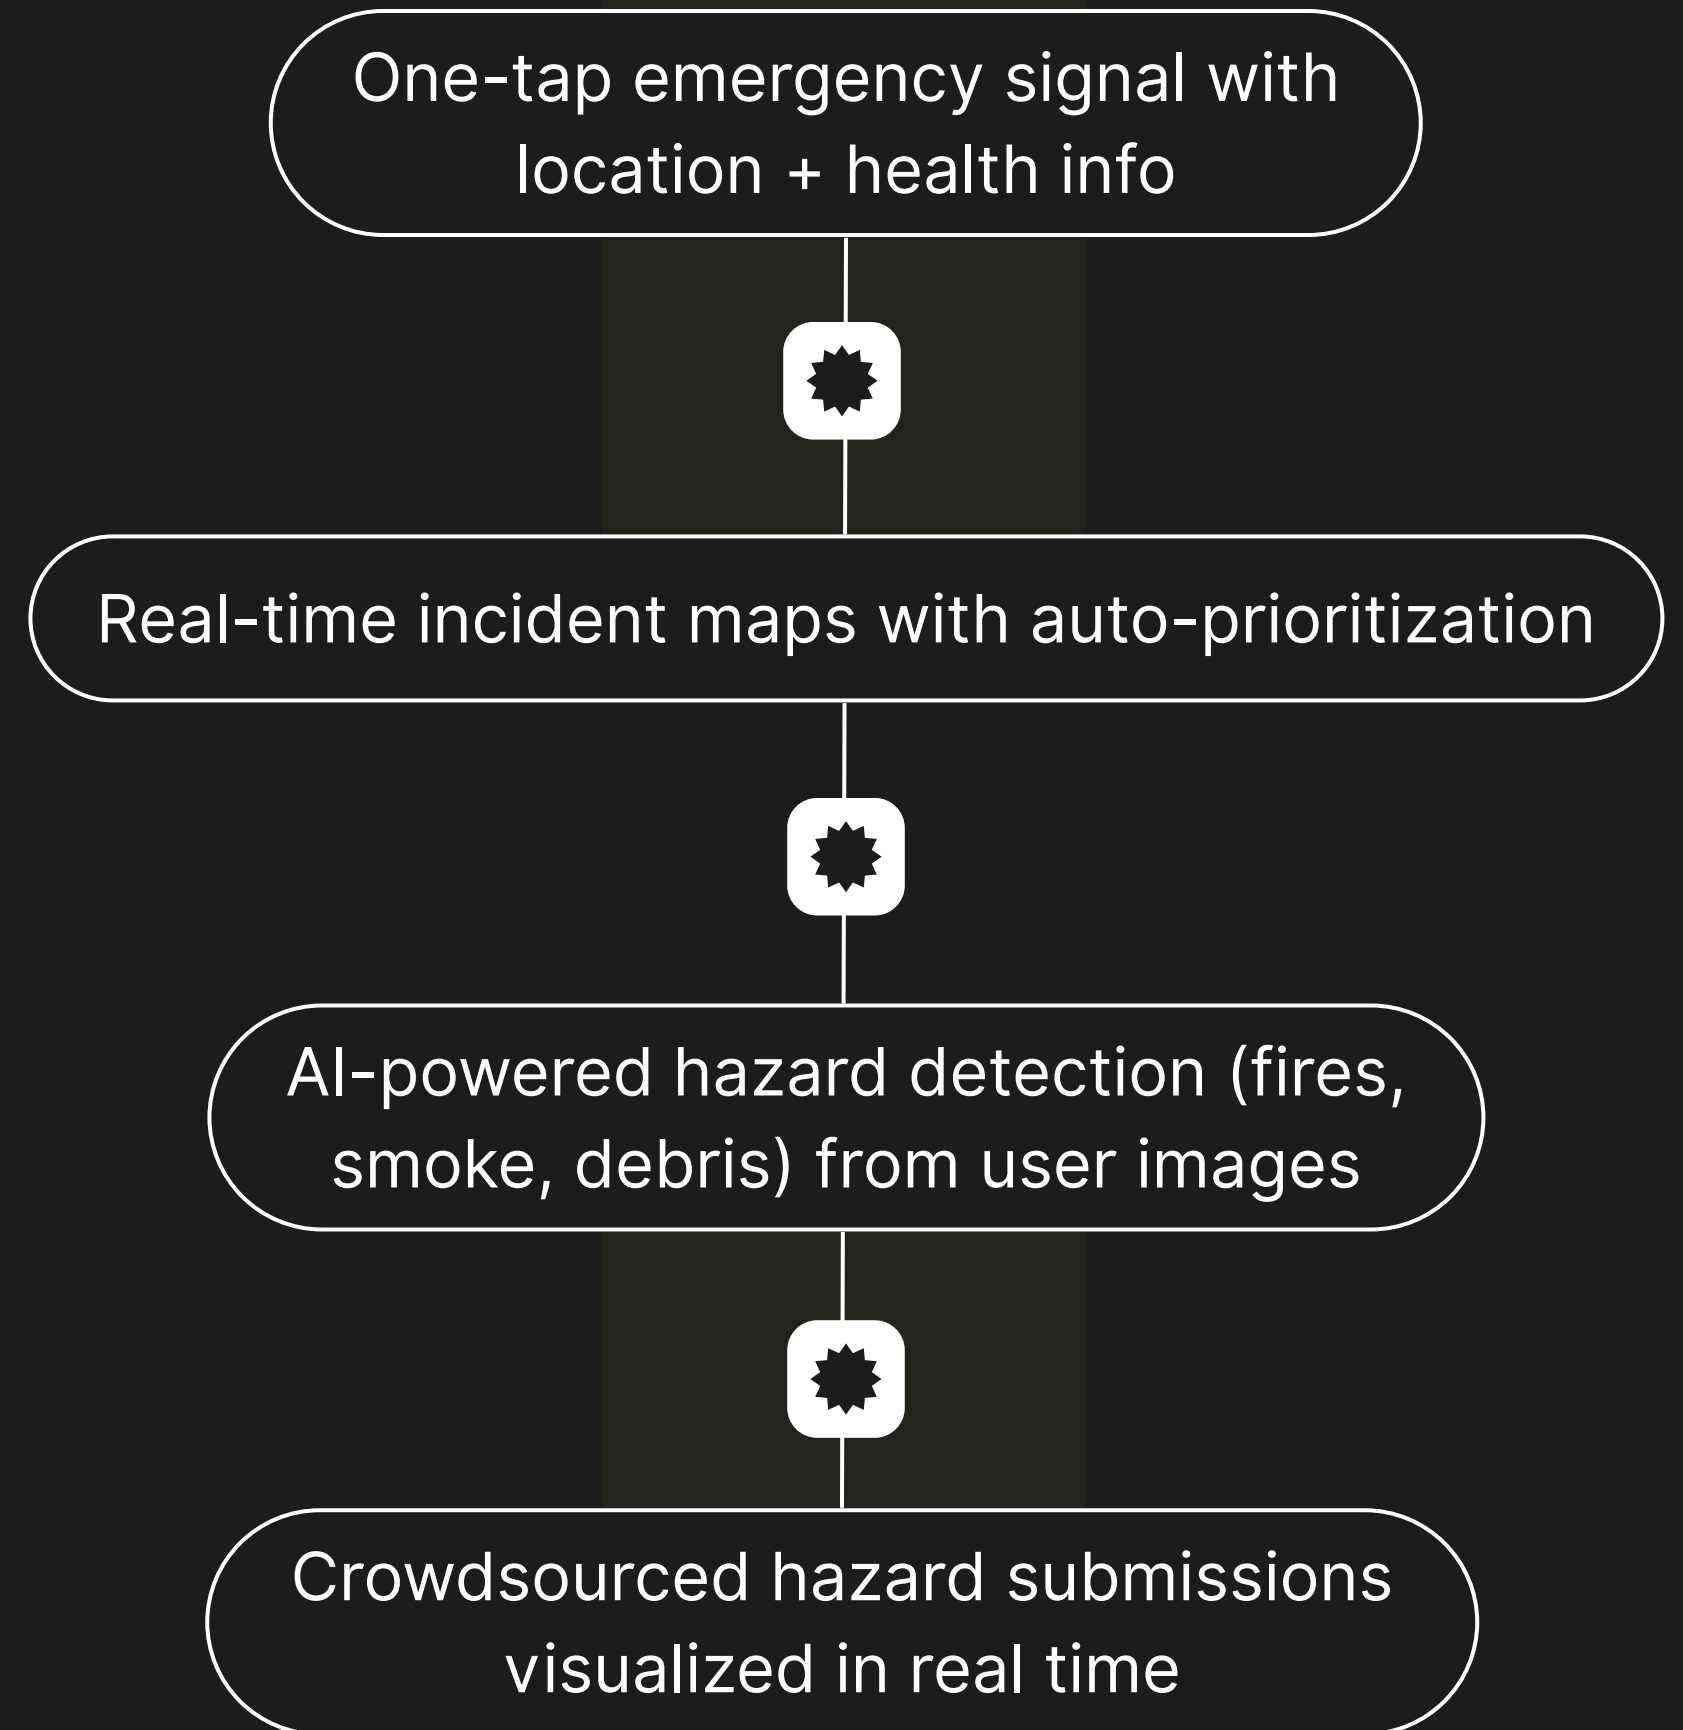 One-tap emergency signal with
location + health info
Real-time incident maps with auto-prioritization
AI-powered hazard detection (fires,
smoke, debris) from user images
Crowdsourced hazard submissions
visualized in real time